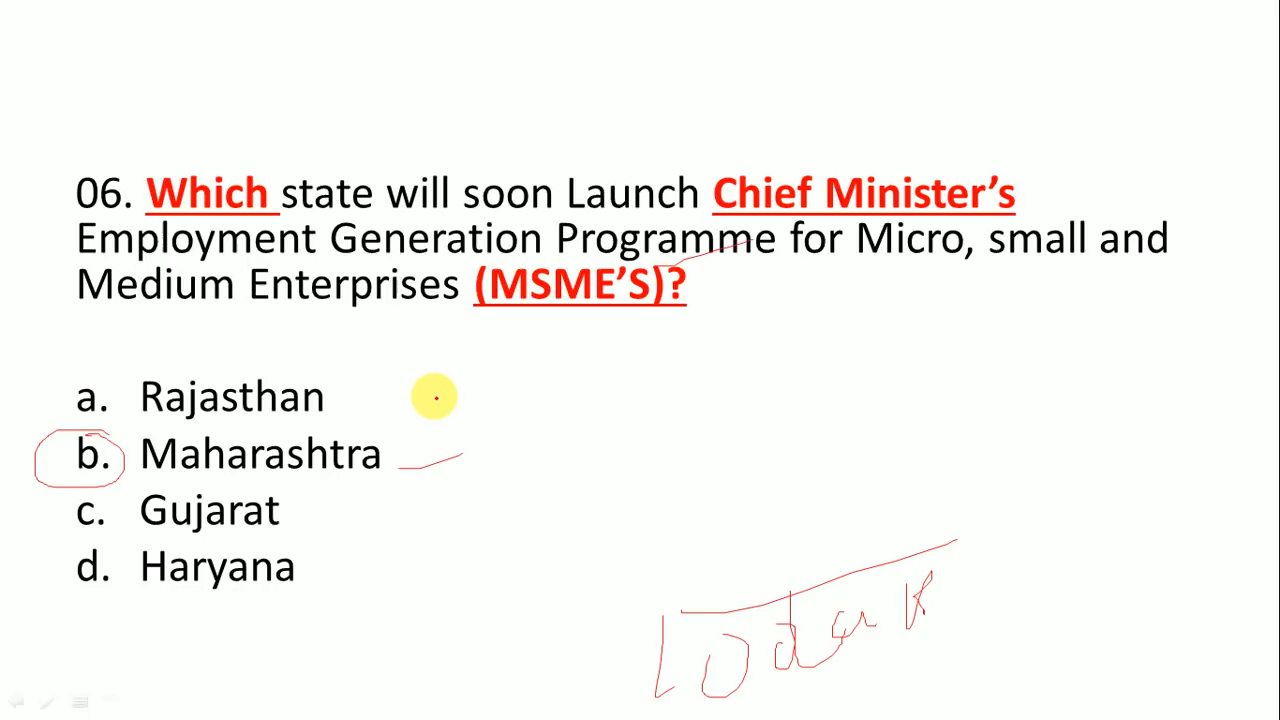 06. Which state will soon Launch Chief Minister's
Employment Generation Programme for Micro, small and
Medium Enterprises (MSME'S)?
a. Rajasthan
b. Maharashtra
c. Gujarat
d. Haryana